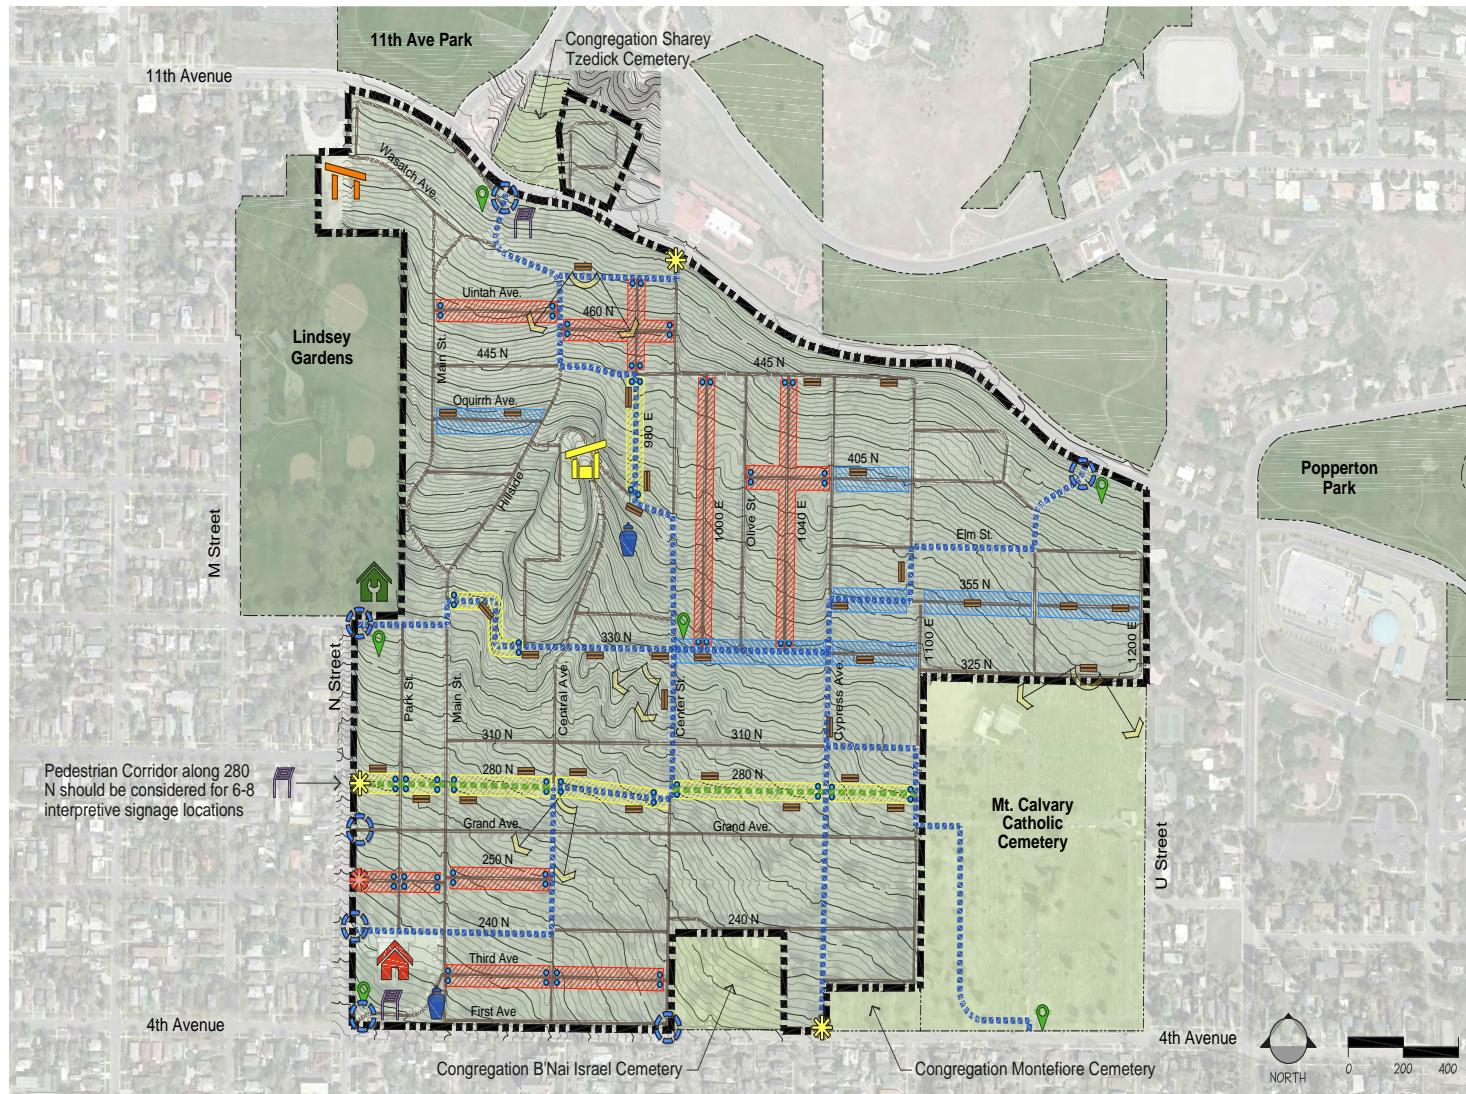 11th Ave Park
Congregation Sharey
Tzedick Cemetery
11th Avenue
Wasatch Ave.
Uintah Ave.
460 N
Lindsey
Gardens
Main St.
445 N
445 N
Oquirrh Ave.
980 E
405 N
Popperton
Park
Hillside
1000 E
Olive St.
1040 E
M Street
Elm St.
355 N
330 N
1100 E
1200 E
325 N
N Street
Park St.
Main St.
Central Ave.
Center St.
Cypress Ave.
310 N
310 N
Pedestrian Corridor along 280
N should be considered for 6-8
interpretive signage locations
280 N
280 N
Mt. Calvary
Catholic
Cemetery
Grand Ave.
Grand Ave.
250 N
U Street
240 N
240 N
Third Ave
First Ave
4th Avenue
4th Avenue
Congregation B'Nai Israel Cemetery
Congregation Montefiore Cemetery
NORTH
0 200 400